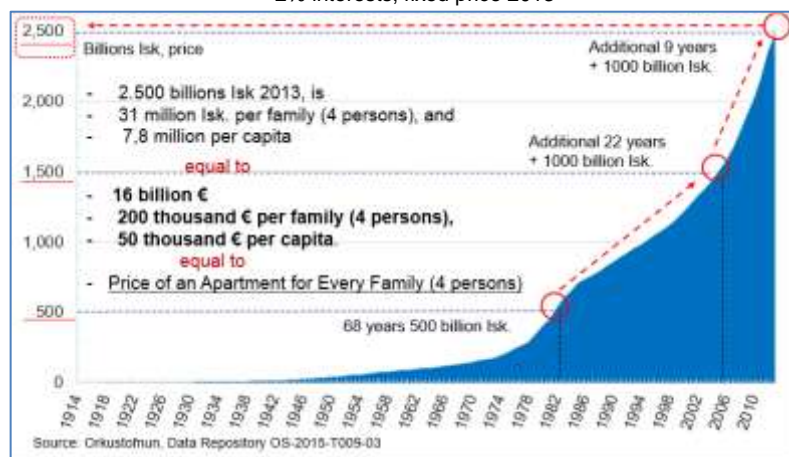 2% interests, fixed price 2013
2,500
Billions Isk, price
Additional 9 years
+ 1000 billion Isk.
- 2.500 billions Isk 2013, is
2,000
- 31 million Isk. per family (4 persons), and
- 7,8 million per capita
Additional 22 years
+ 1000 billion Isk.
equal to
1,500
- 16 billion €
- 200 thousand € per family (4 persons),
- 50 thousand € per capita.
1,000
equal to
- Price of an Apartment for Every Family (4 persons)
500
68 years 500 billion Isk.
0
1914 1918 1922 1926 1930 1934 1938 1942 1946 1950 1954 1958 1962 1966 1970 1974 1978 1982 1986 1990 1994 1998 2002 2006 2010
Source: Orkustofnun, Data Repository OS-2015-T009-03